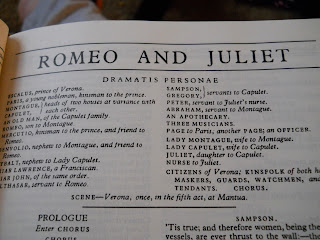 ROMEO AND JULIET
DRAMATIS PERSONAE
ESCALUS, prince of Verona.
PARIS, a young nobleman, kinsman to the prince.
MONTAGUE, } heads of two houses at variance with
CAPULET, } each other.
AN OLD MAN, of the Capulet family.
ROMEO, son to Montague.
MERCUTIO, kinsman to the prince, and friend to
Romeo.
BENVOLIO, nephew to Montague, and friend to
Romeo.
TYBALT, nephew to Lady Capulet.
FRIAR LAWRENCE, a Franciscan.
FRIAR JOHN, of the same order.
BALTHASAR, servant to Romeo.
SAMPSON, } servants to Capulet.
GREGORY, }
PETER, servant to Juliet's nurse.
ABRAHAM, servant to Montague.
AN APOTHECARY.
THREE MUSICIANS.
PAGE to Paris; another PAGE; an OFFICER.
LADY MONTAGUE, wife to Montague.
LADY CAPULET, wife to Capulet.
JULIET, daughter to Capulet.
NURSE to Juliet.
CITIZENS of Verona; KINSFOLK of both h
MASKERS, GUARDS, WATCHMEN, and
TENDANTS. CHORUS.
SCENE—Verona; once, in the fifth act, at Mantua.
PROLOGUE
Enter CHORUS
CHORUS
SAMPSON.
'Tis true; and therefore women, being the
vessels, are ever thrust to the wall:—the